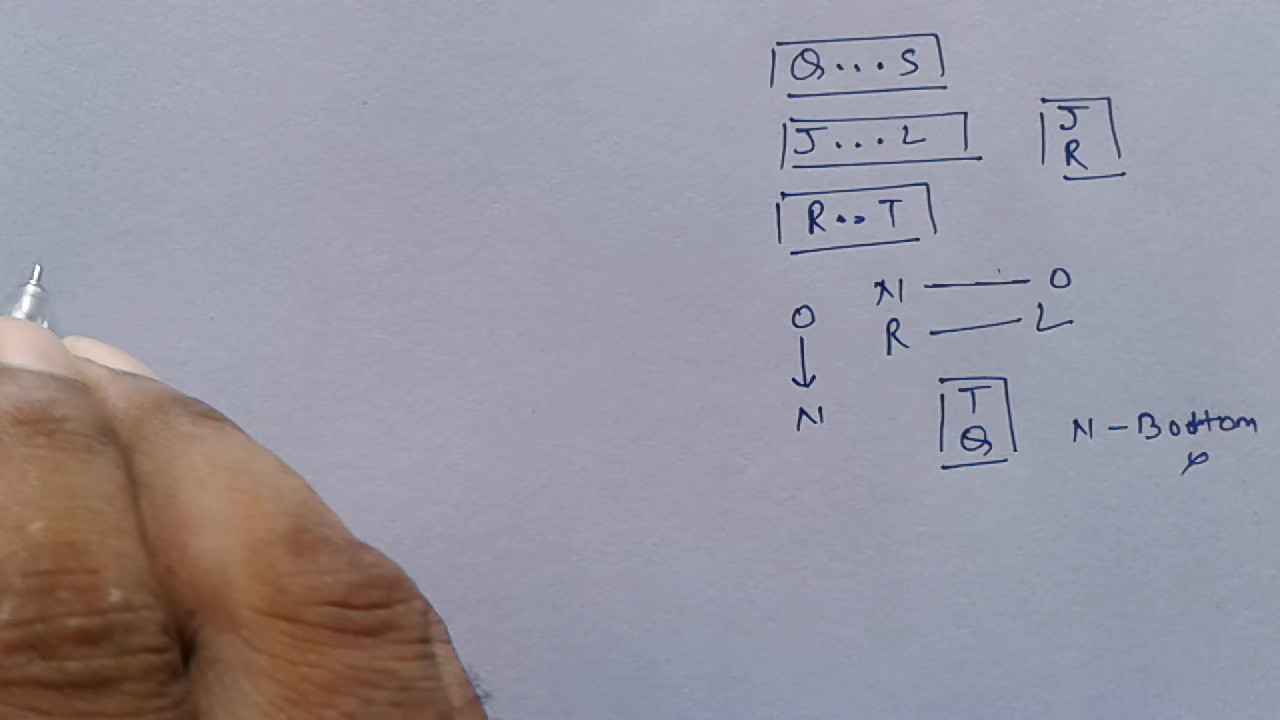 Q...S
J...L
J
R
R..T
N — O
R — L
O
↓
N
T
Q
N - Bottom